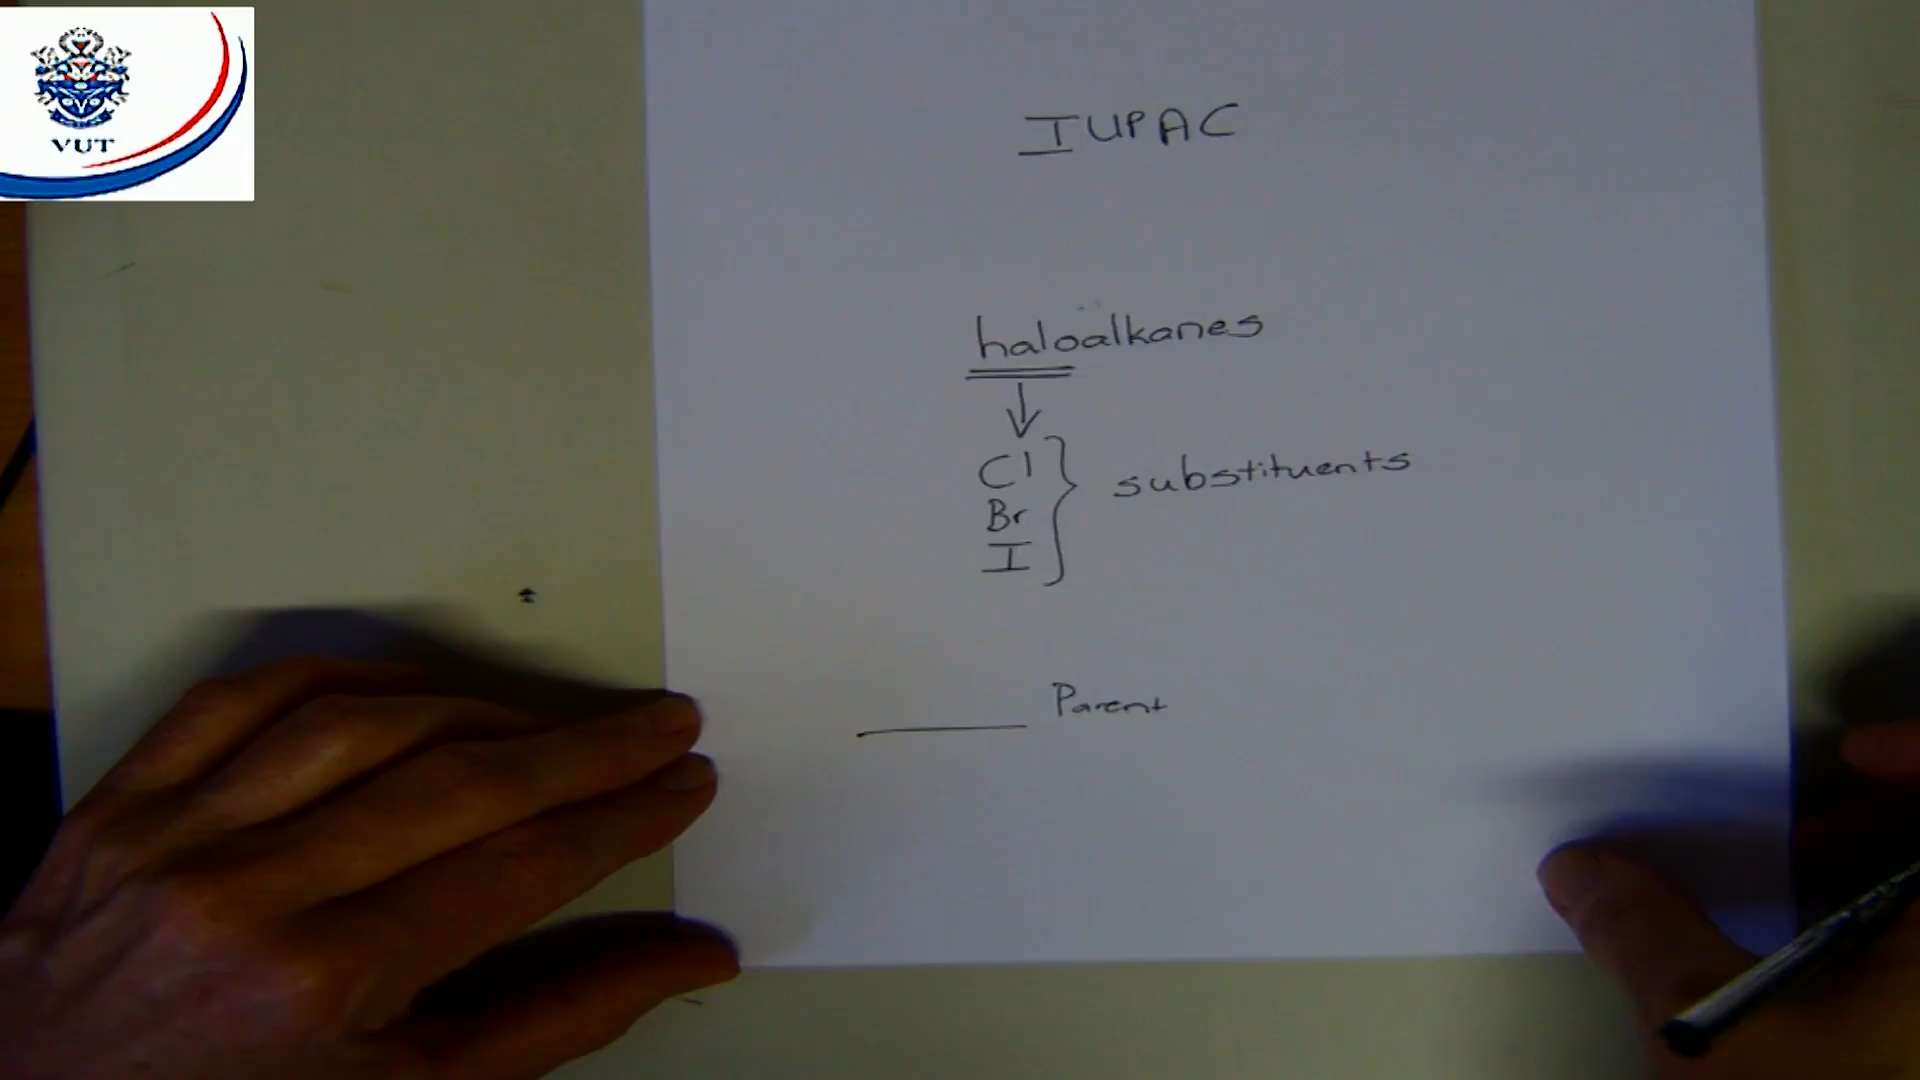 VUT
IUPAC
haloalkanes
Cl
Br
I
substituents
Parent